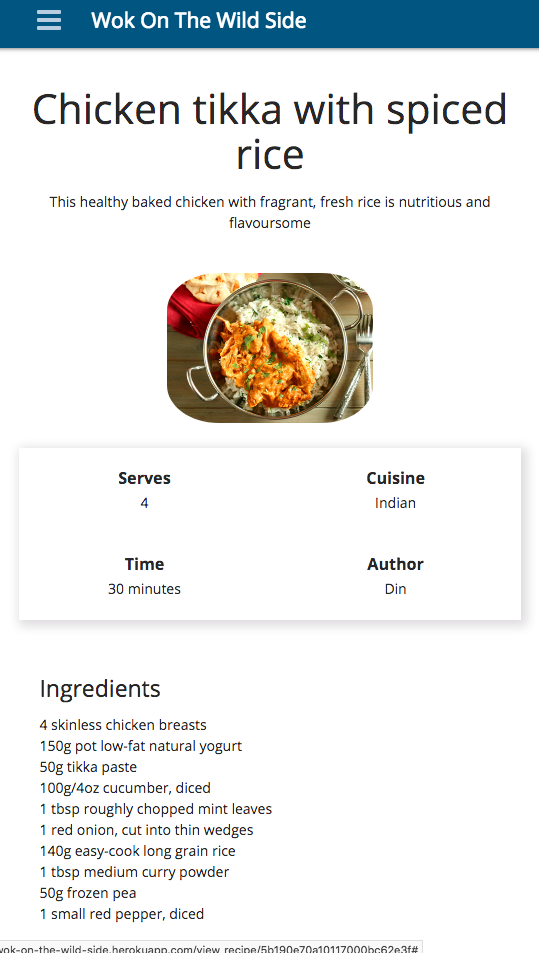 Wok On The Wild Side
Chicken tikka with spiced
rice
This healthy baked chicken with fragrant, fresh rice is nutritious and
flavoursome
Serves
4
Cuisine
Indian
Time
30 minutes
Author
Din
Ingredients
4 skinless chicken breasts
150g pot low-fat natural yogurt
50g tikka paste
100g/4oz cucumber, diced
1 tbsp roughly chopped mint leaves
1 red onion, cut into thin wedges
140g easy-cook long grain rice
1 tbsp medium curry powder
50g frozen pea
1 small red pepper, diced
wok-on-the-wild-side.herokuapp.com/view_recipe/5b190e70a10117000bc62e3f#